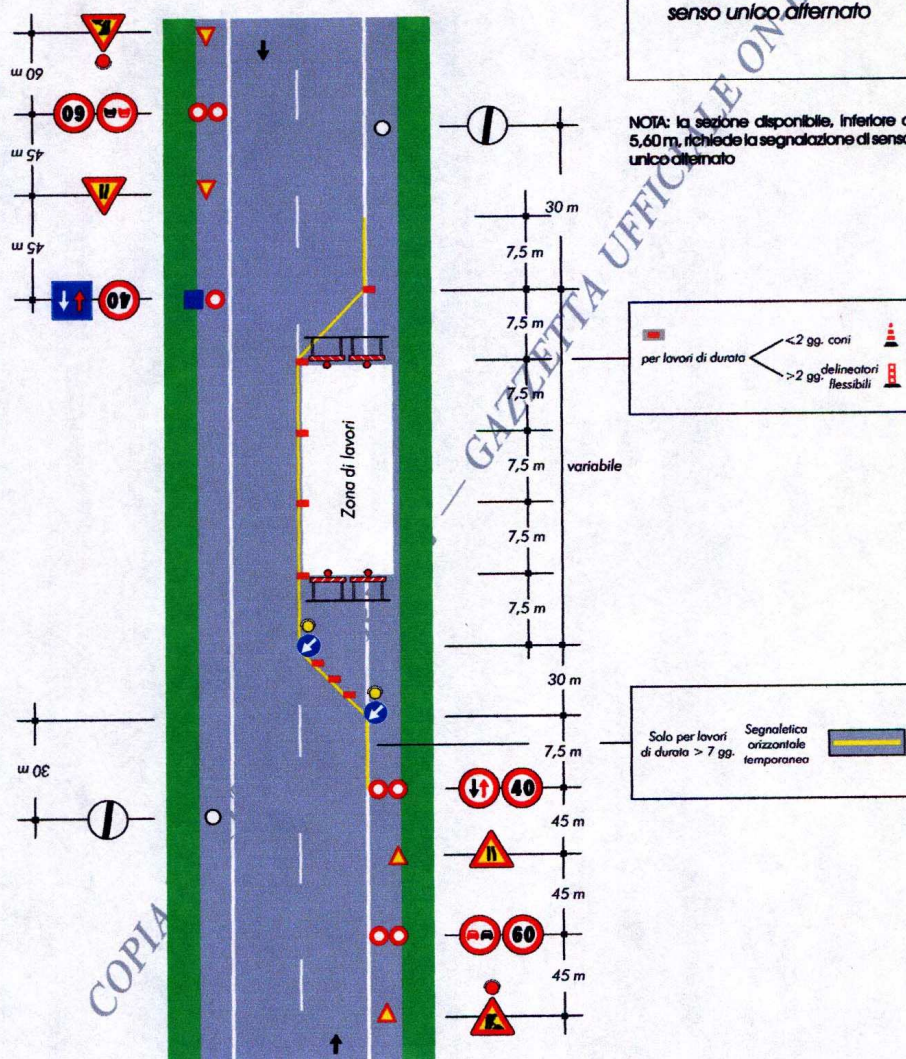 senso unico alternato
NOTA: la sezione disponibile, inferiore a
5,60 m, richiede la segnalazione di senso
unico alternato
60 m
60
45 m
45 m
40
30 m
7,5 m
7,5 m
7,5 m
7,5 m
7,5 m
7,5 m
variabile
30 m
7,5 m
40
45 m
45 m
60
45 m
Zona di lavori
per lavori di durata
<2 gg. coni
>2 gg. delineatori
flessibili
Solo per lavori
di durata > 7 gg.
Segnaletica
orizzontale
temporanea
30 m
COPIA
— GAZZETTA UFFICIALE ON-